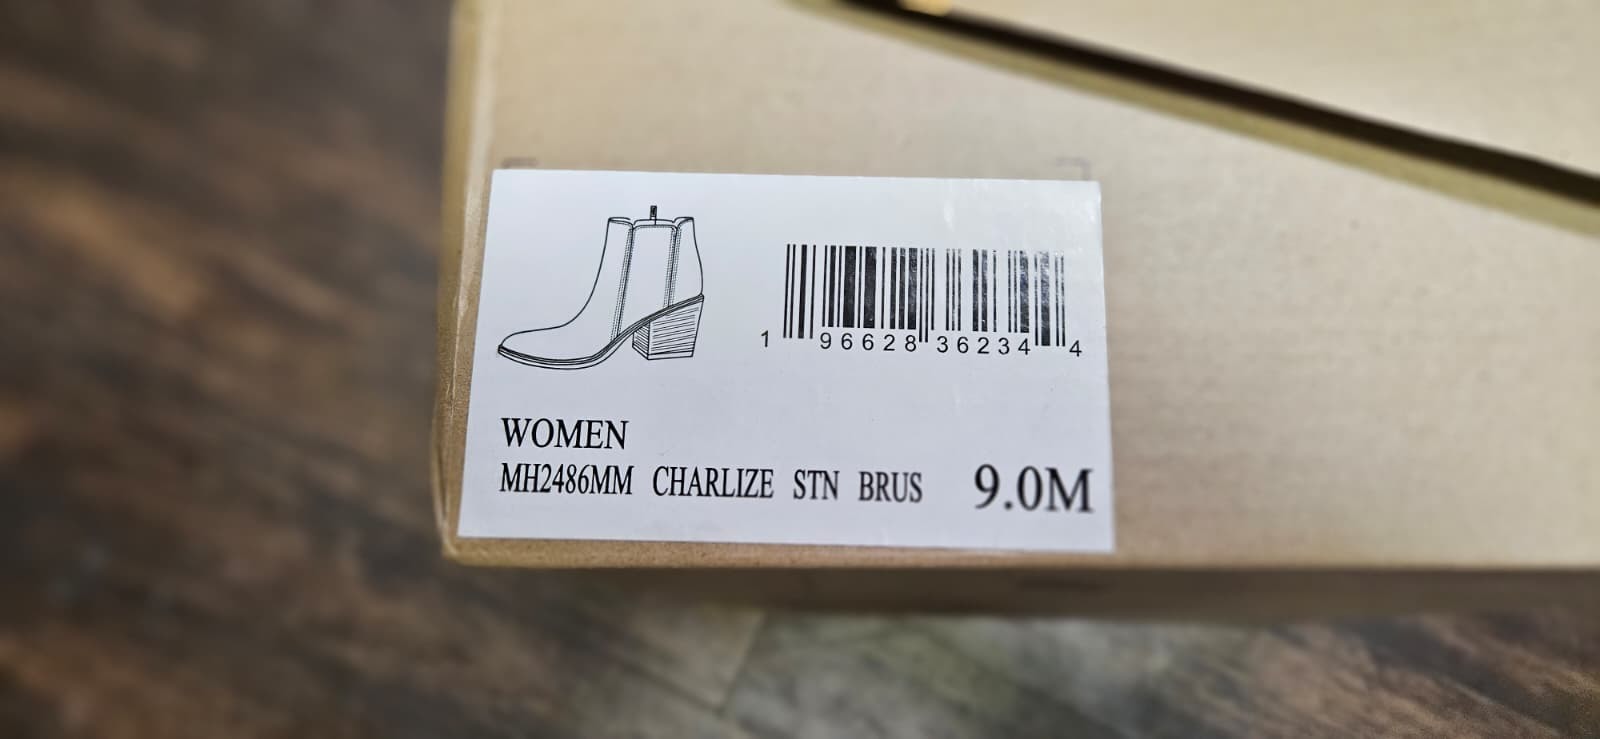 1 96628 36234 4
WOMEN
MH2486MM CHARLIZE STN BRUS 9.0M